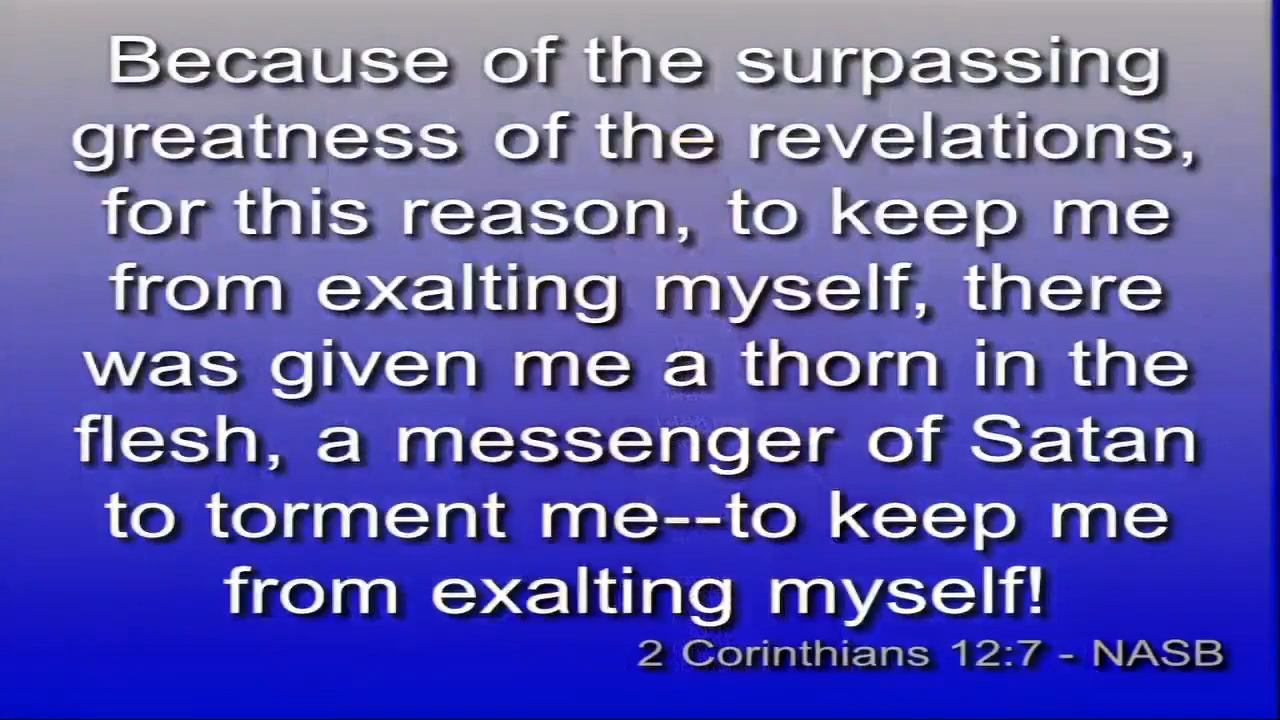 Because of the surpassing
greatness of the revelations,
for this reason, to keep me
from exalting myself, there
was given me a thorn in the
flesh, a messenger of Satan
to torment me--to keep me
from exalting myself!
2 Corinthians 12:7 - NASB